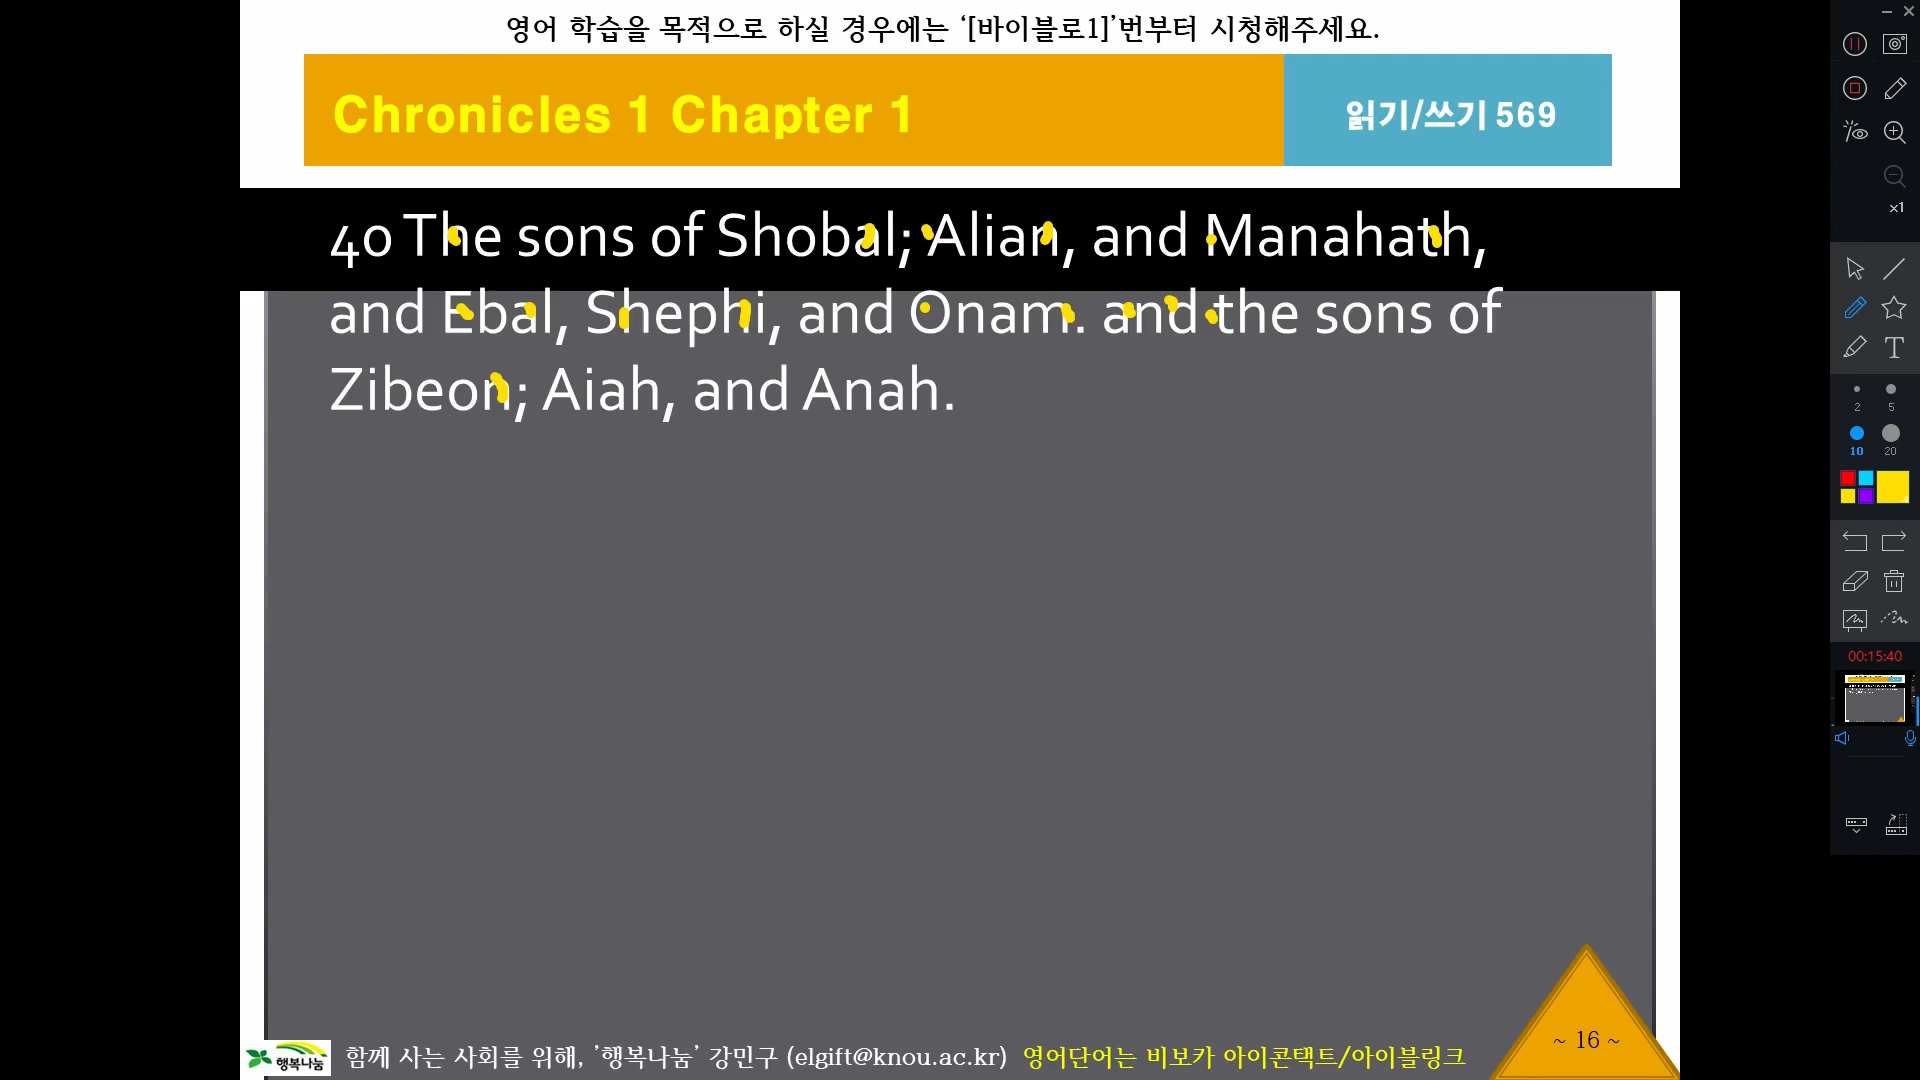 영어 학습을 목적으로 하실 경우에는 ‘[바이블로1]’번부터 시청해주세요.
Chronicles 1 Chapter 1
읽기/쓰기 569
40 The sons of Shobal; Alian, and Manahath,
and Ebal, Shephi, and Onam. and the sons of
Zibeon; Aiah, and Anah.
x1
2 5
10 20
00:15:40
~ 16 ~
행복나눔 함께 사는 사회를 위해, ’행복나눔’ 강민구 (elgift@knou.ac.kr) 영어단어는 비보카 아이콘택트/아이블링크